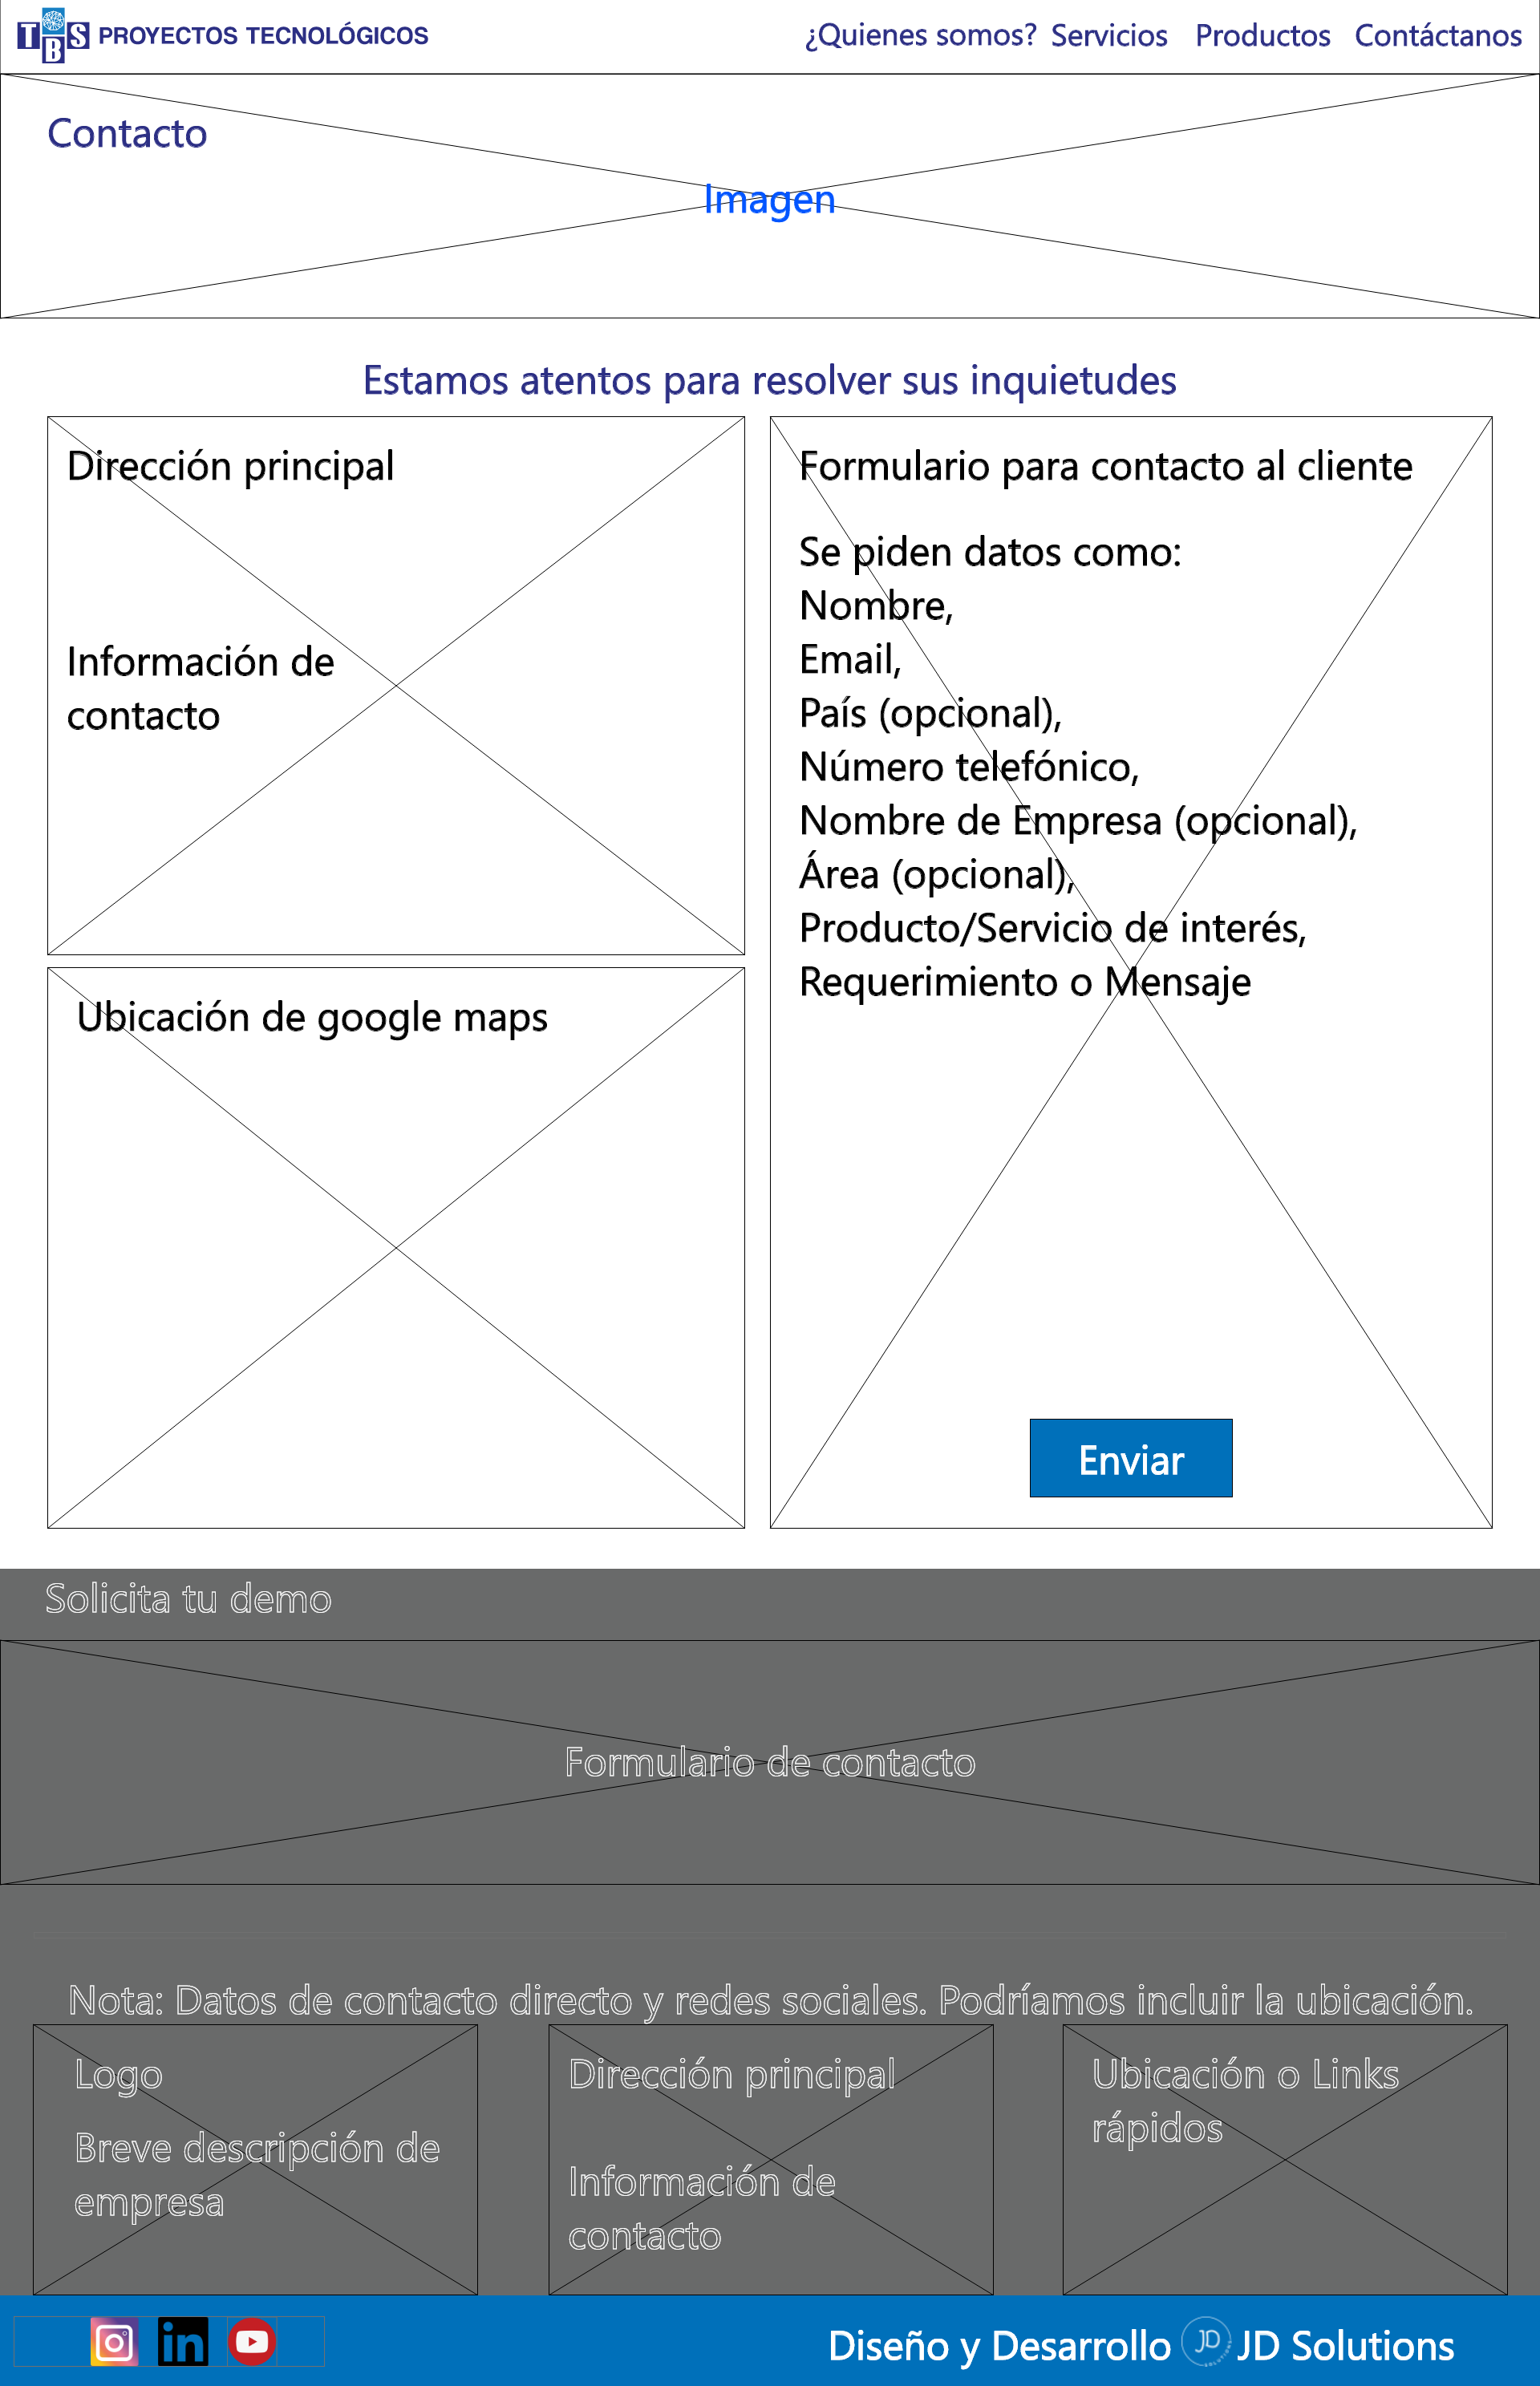 TBS PROYECTOS TECNOLÓGICOS
¿Quienes somos? Servicios Productos Contáctanos
Contacto
Imagen
Estamos atentos para resolver sus inquietudes
Dirección principal
Información de
contacto
Ubicación de google maps
Formulario para contacto al cliente
Se piden datos como:
Nombre,
Email,
País (opcional),
Número telefónico,
Nombre de Empresa (opcional),
Área (opcional),
Producto/Servicio de interés,
Requerimiento o Mensaje
Enviar
Solicita tu demo
Formulario de contacto
Nota: Datos de contacto directo y redes sociales. Podríamos incluir la ubicación.
Logo
Breve descripción de
empresa
Dirección principal
Información de
contacto
Ubicación o Links
rápidos
in
Diseño y Desarrollo JD JD Solutions